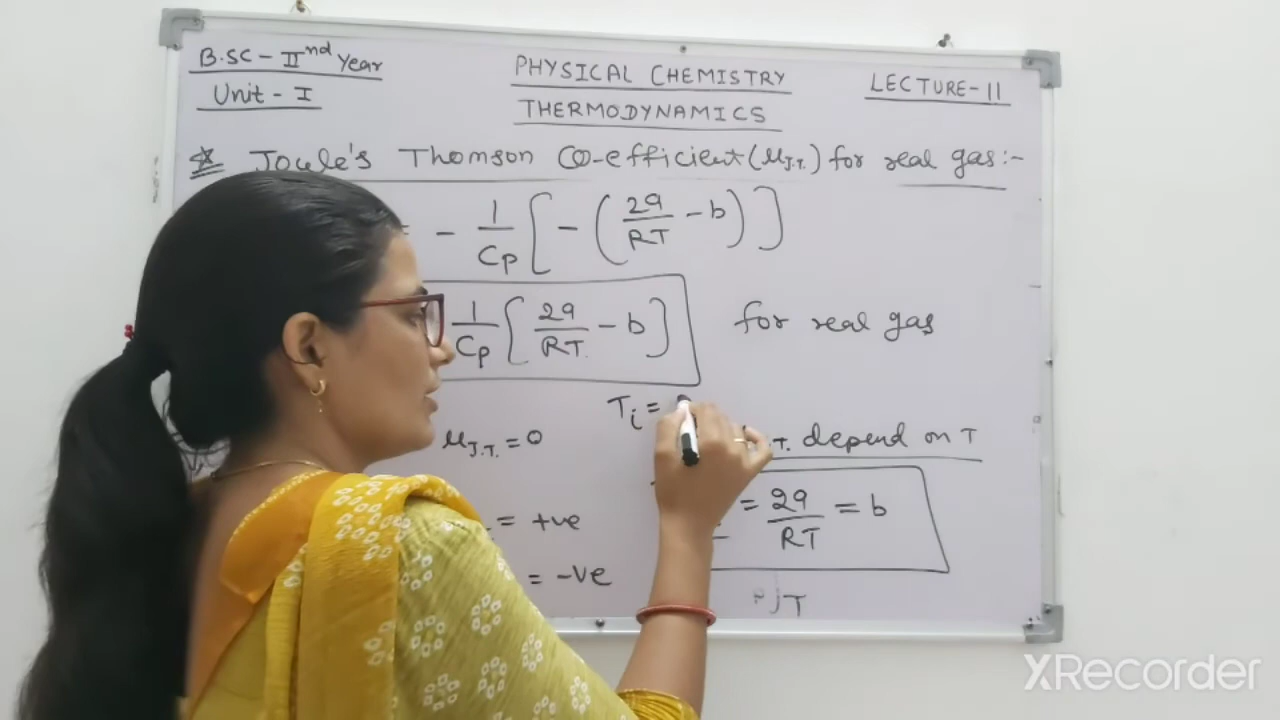 B.SC - IInd Year
Unit - I
PHYSICAL CHEMISTRY
THERMODYNAMICS
LECTURE-11
* Joule's Thomson Co-efficient (μJ.T.) for real gas :-
= - 1/Cp [ - ( 2a/RT - b ) ]
1/Cp [ 2a/RT. - b ] for real gas
Ti =
μJ.T. = 0
.T. depend on T
= +ve
= 2a/RT = b
= -ve
T
XRecorder